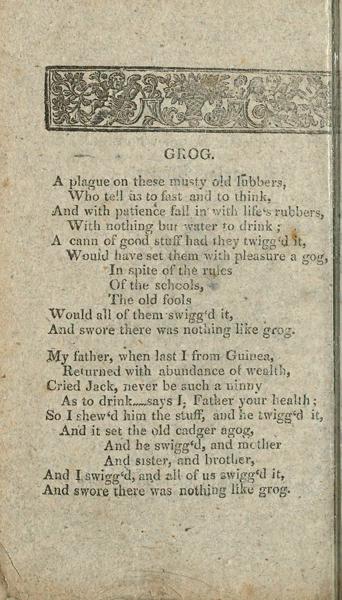 GROG.
A plague on these musty old lubbers,
Who tell us to fast and to think,
And with patience fall in with life's rubbers,
With nothing but water to drink;
A cann of good stuff had they twigg'd it,
Would have set them with pleasure a gog,
In spite of the rules
Of the schools,
The old fools
Would all of them swigg'd it,
And swore there was nothing like grog.
My father, when last I from Guinea,
Returned with abundance of wealth,
Cried Jack, never be such a ninny
As to drink.....says I, Father your health;
So I shew'd him the stuff, and he twigg'd it,
And it set the old cadger agog,
And he swigg'd, and mother
And sister, and brother,
And I swigg'd, and all of us swigg'd it,
And swore there was nothing like grog.